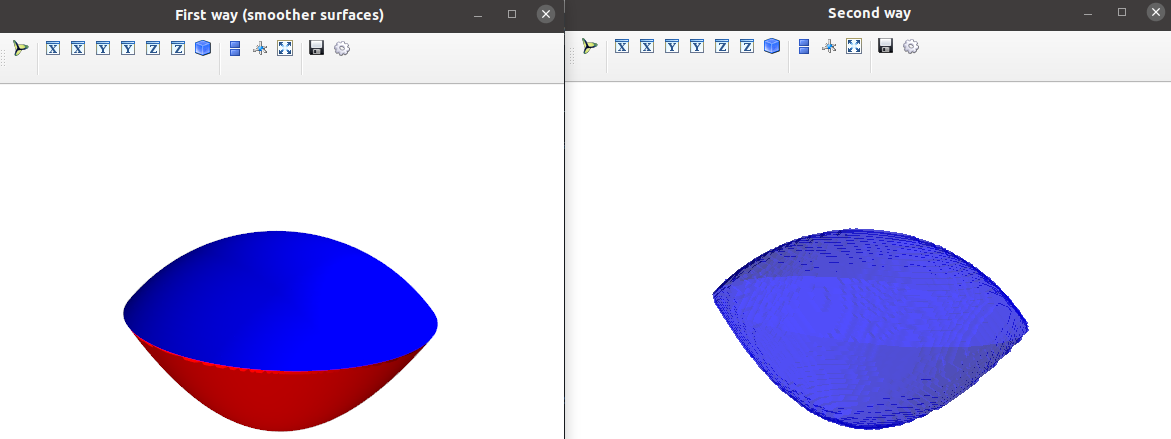 First way (smoother surfaces)
X X Y Y Z Z
Second way
X X Y Y Z Z